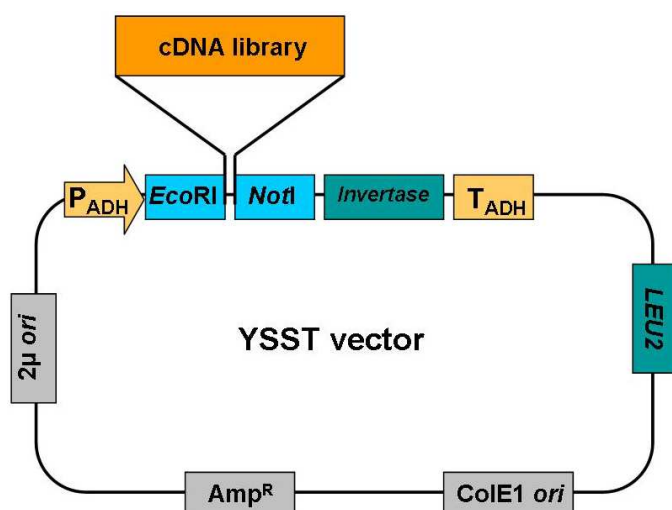 cDNA library
PADH EcoRI NotI Invertase TADH
LEU2
2μ ori
YSST vector
AmpR ColE1 ori